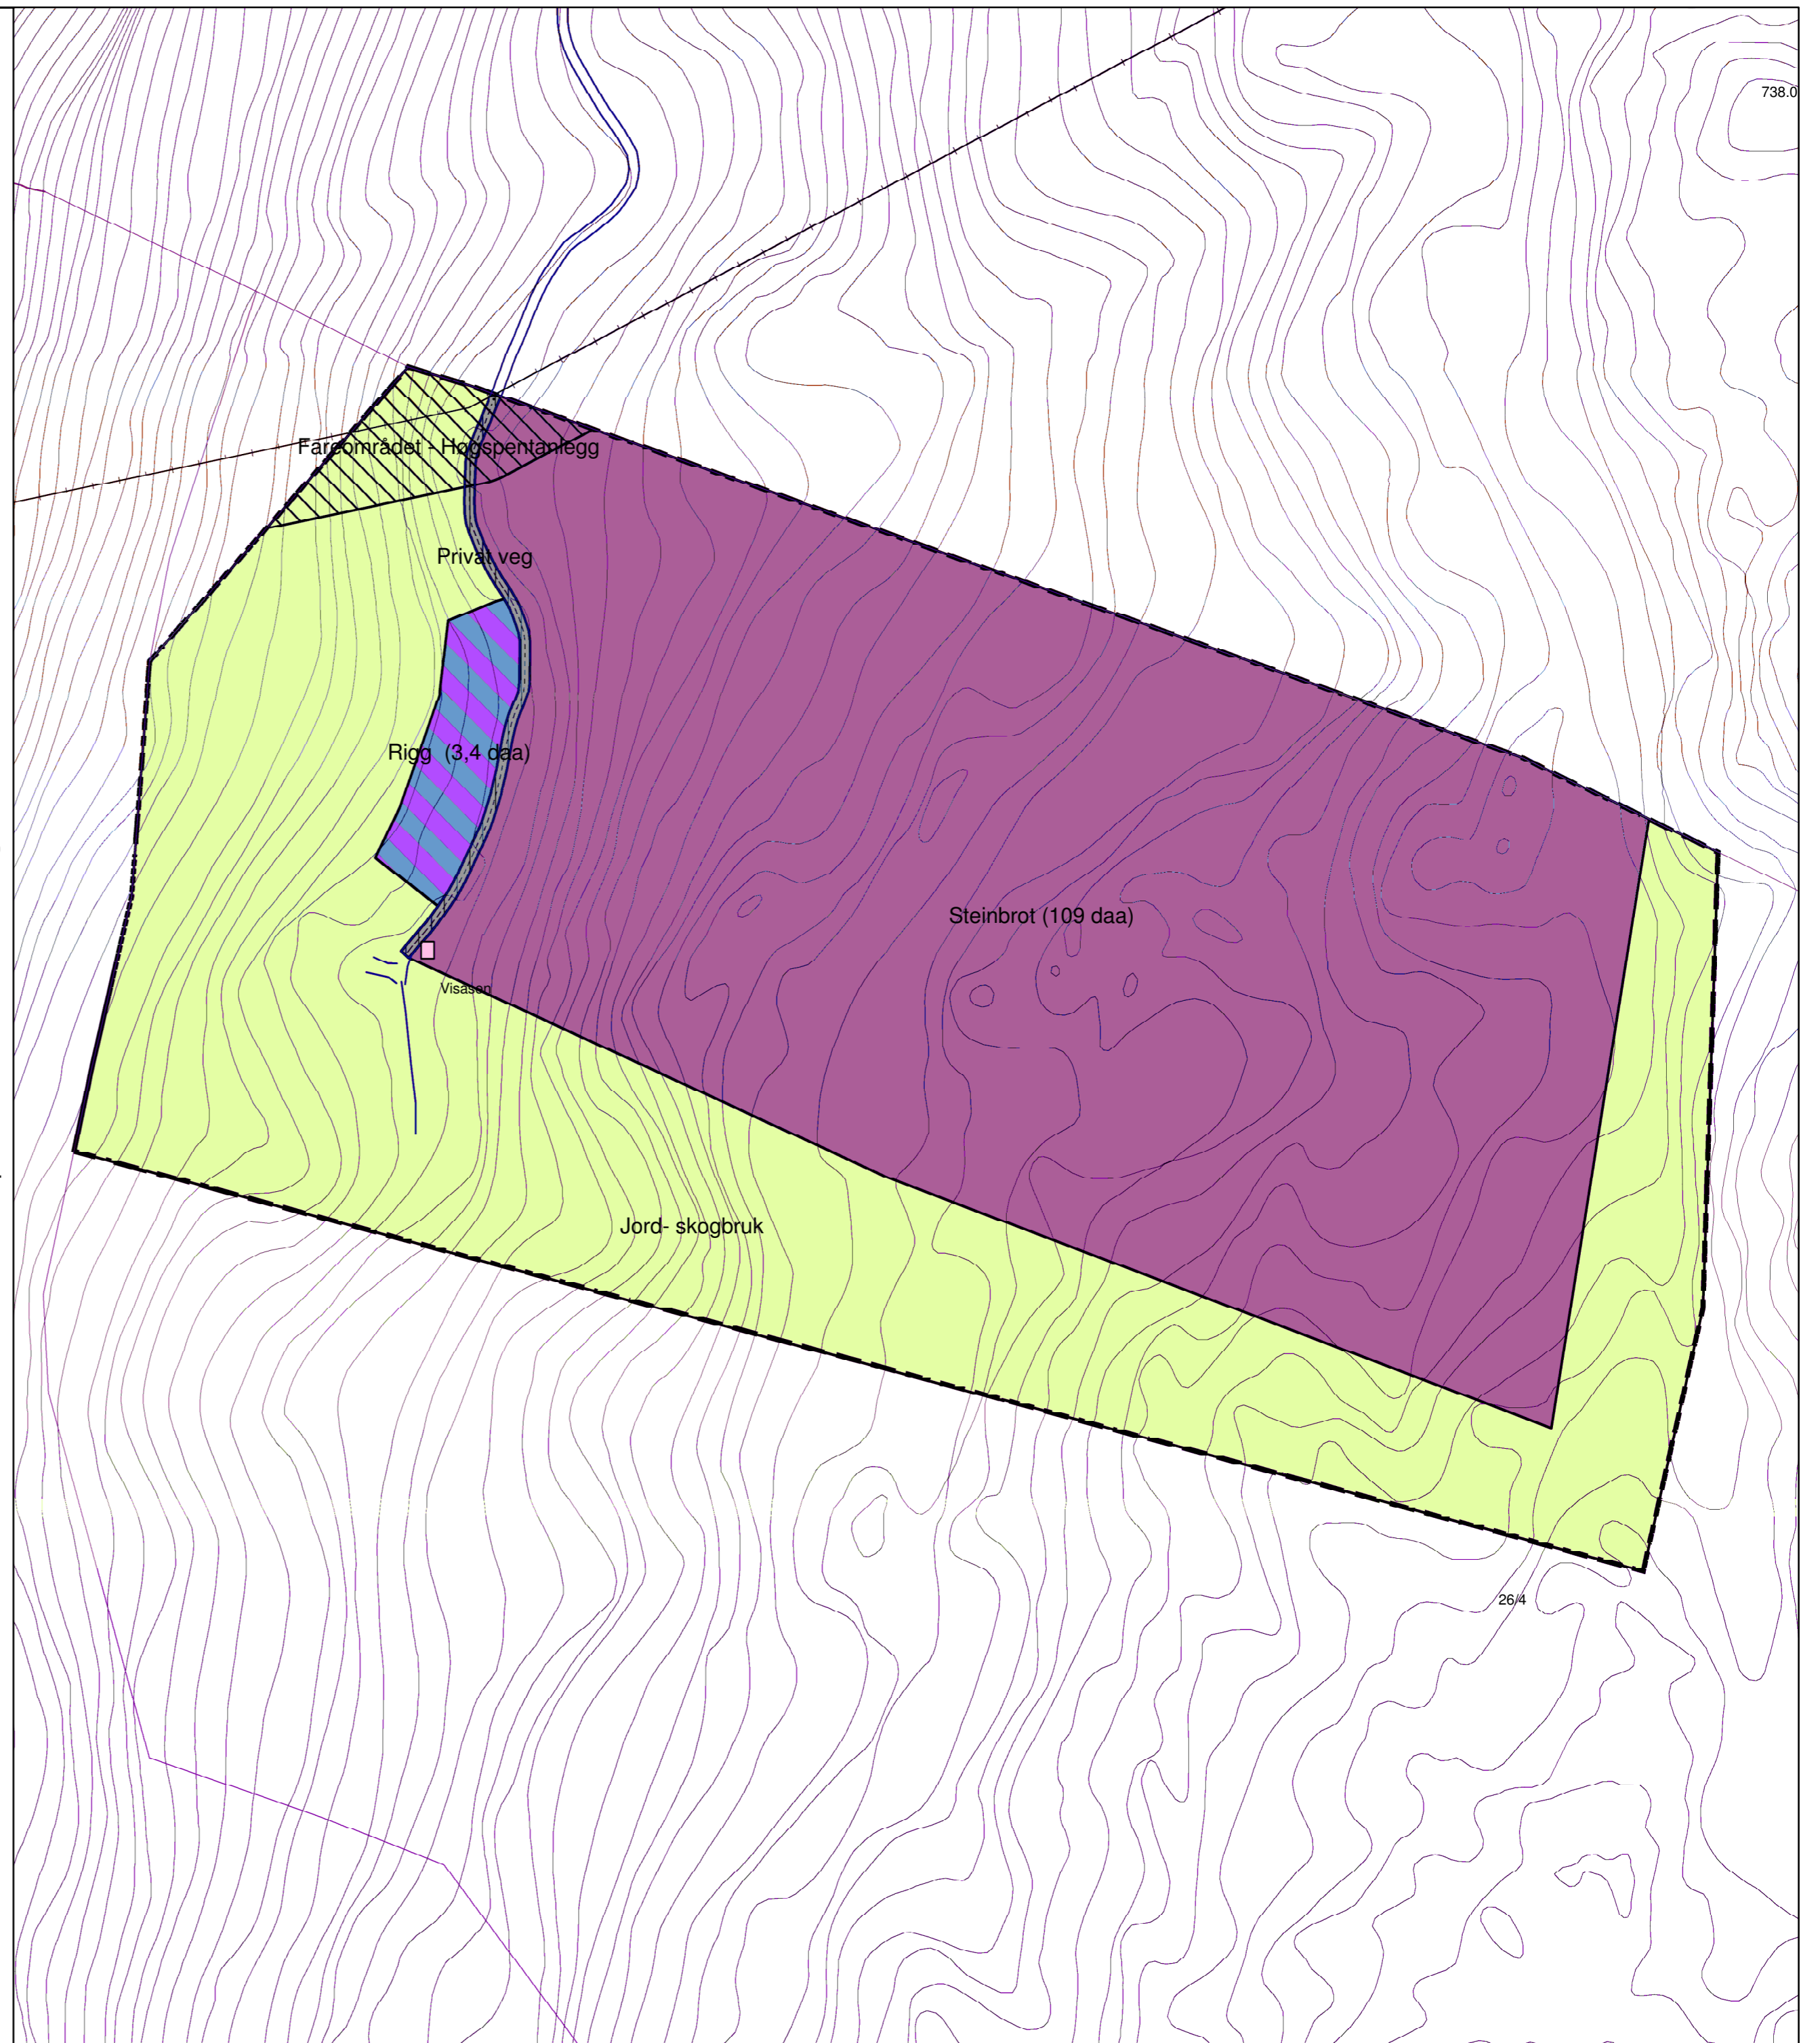 738.0
Fareområdet - Høgspentanlegg
Privat veg
Rigg (3,4 daa)
Steinbrot (109 daa)
Visåsen
Jord- skogbruk
26/4